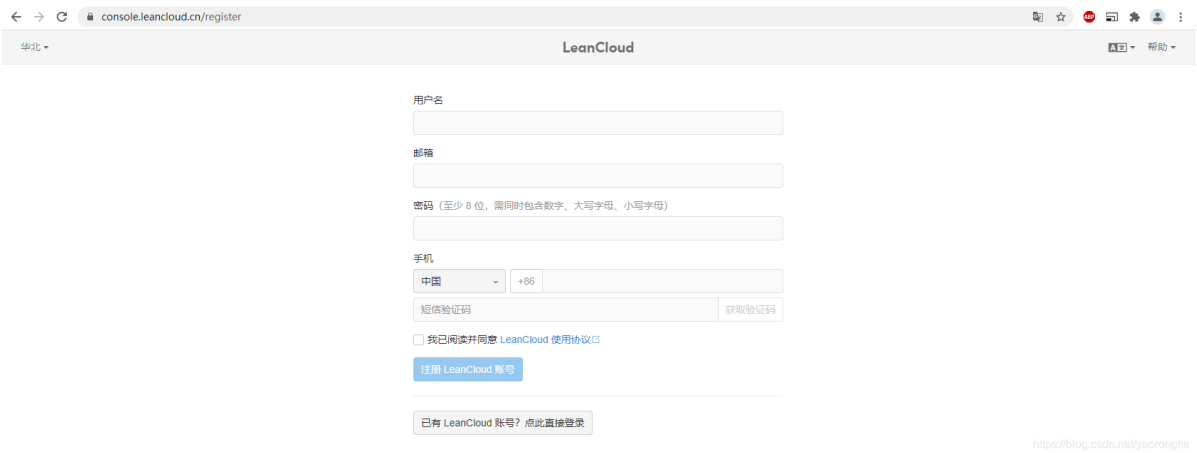 console.leancloud.cn/register
ABP
华北
LeanCloud
帮助
用户名
邮箱
密码（至少 8 位，需同时包含数字、大写字母、小写字母）
手机
中国 +86
短信验证码 获取验证码
我已阅读并同意 LeanCloud 使用协议
注册 LeanCloud 账号
已有 LeanCloud 账号？点此直接登录
https://blog.csdn.net/yaorongke